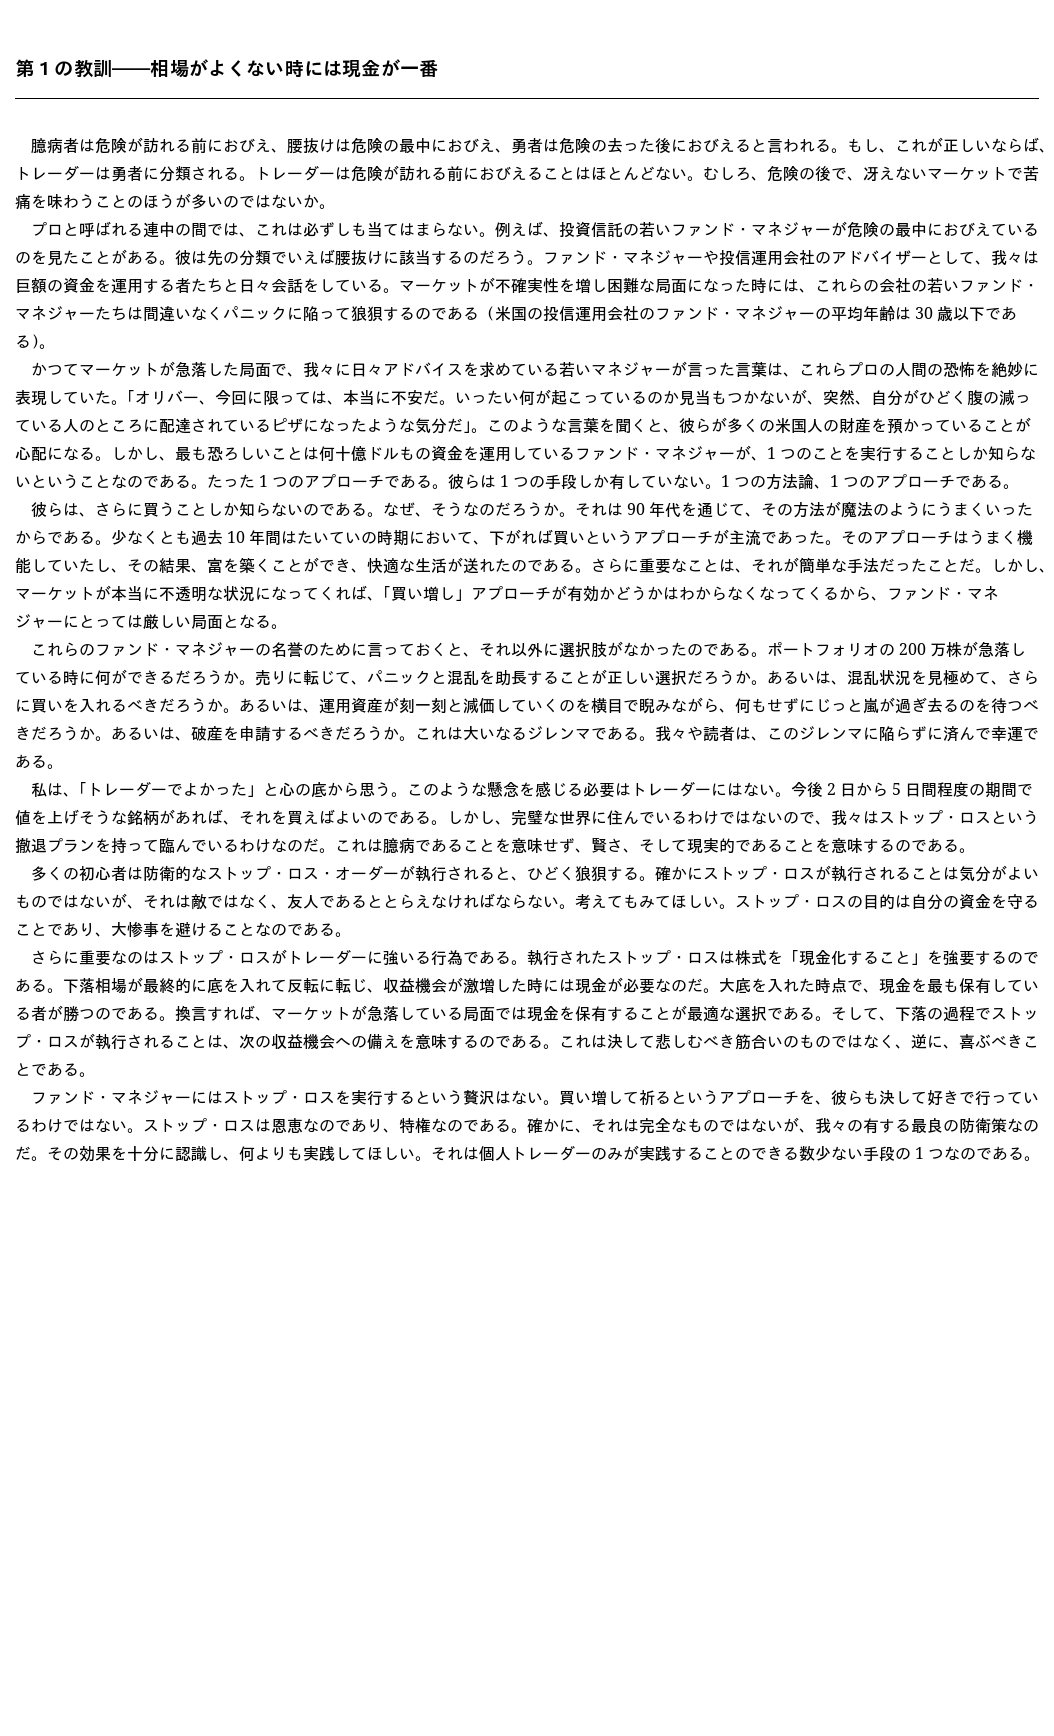 第 1 の教訓――相場がよくない時には現金が一番
　臆病者は危険が訪れる前におびえ、腰抜けは危険の最中におびえ、勇者は危険の去った後におびえると言われる。もし、これが正しいならば、
トレーダーは勇者に分類される。トレーダーは危険が訪れる前におびえることはほとんどない。むしろ、危険の後で、冴えないマーケットで苦
痛を味わうことのほうが多いのではないか。
　プロと呼ばれる連中の間では、これは必ずしも当てはまらない。例えば、投資信託の若いファンド・マネジャーが危険の最中におびえている
のを見たことがある。彼は先の分類でいえば腰抜けに該当するのだろう。ファンド・マネジャーや投信運用会社のアドバイザーとして、我々は
巨額の資金を運用する者たちと日々会話をしている。マーケットが不確実性を増し困難な局面になった時には、これらの会社の若いファンド・
マネジャーたちは間違いなくパニックに陥って狼狽するのである（米国の投信運用会社のファンド・マネジャーの平均年齢は 30 歳以下であ
る）。
　かつてマーケットが急落した局面で、我々に日々アドバイスを求めている若いマネジャーが言った言葉は、これらプロの人間の恐怖を絶妙に
表現していた。「オリバー、今回に限っては、本当に不安だ。いったい何が起こっているのか見当もつかないが、突然、自分がひどく腹の減っ
ている人のところに配達されているピザになったような気分だ」。このような言葉を聞くと、彼らが多くの米国人の財産を預かっていることが
心配になる。しかし、最も恐ろしいことは何十億ドルもの資金を運用しているファンド・マネジャーが、1 つのことを実行することしか知らな
いということなのである。たった 1 つのアプローチである。彼らは 1 つの手段しか有していない。1 つの方法論、1 つのアプローチである。
　彼らは、さらに買うことしか知らないのである。なぜ、そうなのだろうか。それは 90 年代を通じて、その方法が魔法のようにうまくいった
からである。少なくとも過去 10 年間はたいていの時期において、下がれば買いというアプローチが主流であった。そのアプローチはうまく機
能していたし、その結果、富を築くことができ、快適な生活が送れたのである。さらに重要なことは、それが簡単な手法だったことだ。しかし、
マーケットが本当に不透明な状況になってくれば、「買い増し」アプローチが有効かどうかはわからなくなってくるから、ファンド・マネ
ジャーにとっては厳しい局面となる。
　これらのファンド・マネジャーの名誉のために言っておくと、それ以外に選択肢がなかったのである。ポートフォリオの 200 万株が急落し
ている時に何ができるだろうか。売りに転じて、パニックと混乱を助長することが正しい選択だろうか。あるいは、混乱状況を見極めて、さら
に買いを入れるべきだろうか。あるいは、運用資産が刻一刻と減価していくのを横目で睨みながら、何もせずにじっと嵐が過ぎ去るのを待つべ
きだろうか。あるいは、破産を申請するべきだろうか。これは大いなるジレンマである。我々や読者は、このジレンマに陥らずに済んで幸運で
ある。
　私は、「トレーダーでよかった」と心の底から思う。このような懸念を感じる必要はトレーダーにはない。今後 2 日から 5 日間程度の期間で
値を上げそうな銘柄があれば、それを買えばよいのである。しかし、完璧な世界に住んでいるわけではないので、我々はストップ・ロスという
撤退プランを持って臨んでいるわけなのだ。これは臆病であることを意味せず、賢さ、そして現実的であることを意味するのである。
　多くの初心者は防衛的なストップ・ロス・オーダーが執行されると、ひどく狼狽する。確かにストップ・ロスが執行されることは気分がよい
ものではないが、それは敵ではなく、友人であるととらえなければならない。考えてもみてほしい。ストップ・ロスの目的は自分の資金を守る
ことであり、大惨事を避けることなのである。
　さらに重要なのはストップ・ロスがトレーダーに強いる行為である。執行されたストップ・ロスは株式を「現金化すること」を強要するので
ある。下落相場が最終的に底を入れて反転に転じ、収益機会が激増した時には現金が必要なのだ。大底を入れた時点で、現金を最も保有してい
る者が勝つのである。換言すれば、マーケットが急落している局面では現金を保有することが最適な選択である。そして、下落の過程でストッ
プ・ロスが執行されることは、次の収益機会への備えを意味するのである。これは決して悲しむべき筋合いのものではなく、逆に、喜ぶべきこ
とである。
　ファンド・マネジャーにはストップ・ロスを実行するという贅沢はない。買い増して祈るというアプローチを、彼らも決して好きで行ってい
るわけではない。ストップ・ロスは恩恵なのであり、特権なのである。確かに、それは完全なものではないが、我々の有する最良の防衛策なの
だ。その効果を十分に認識し、何よりも実践してほしい。それは個人トレーダーのみが実践することのできる数少ない手段の 1 つなのである。